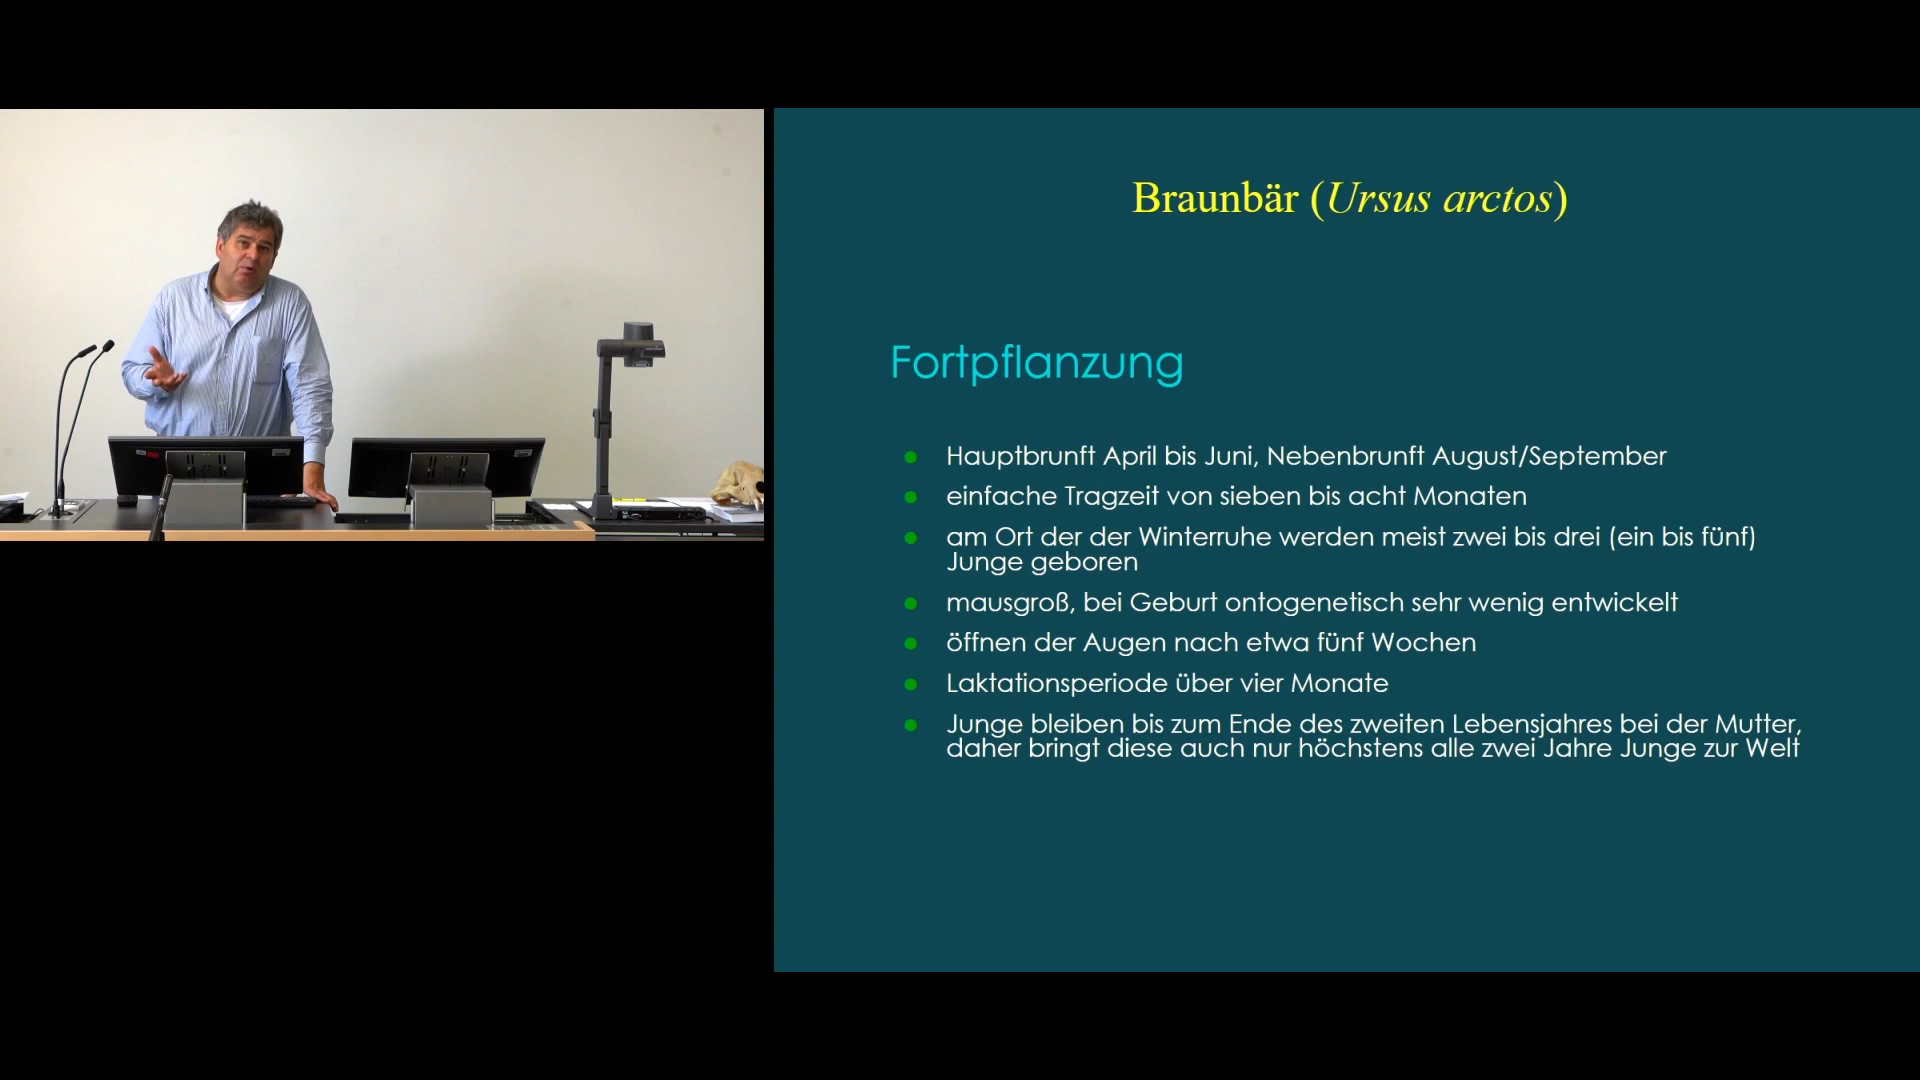 Braunbär (Ursus arctos)
Fortpflanzung
Hauptbrunft April bis Juni, Nebenbrunft August/September
einfache Tragzeit von sieben bis acht Monaten
am Ort der der Winterruhe werden meist zwei bis drei (ein bis fünf)
Junge geboren
mausgroß, bei Geburt ontogenetisch sehr wenig entwickelt
öffnen der Augen nach etwa fünf Wochen
Laktationsperiode über vier Monate
Junge bleiben bis zum Ende des zweiten Lebensjahres bei der Mutter,
daher bringt diese auch nur höchstens alle zwei Jahre Junge zur Welt